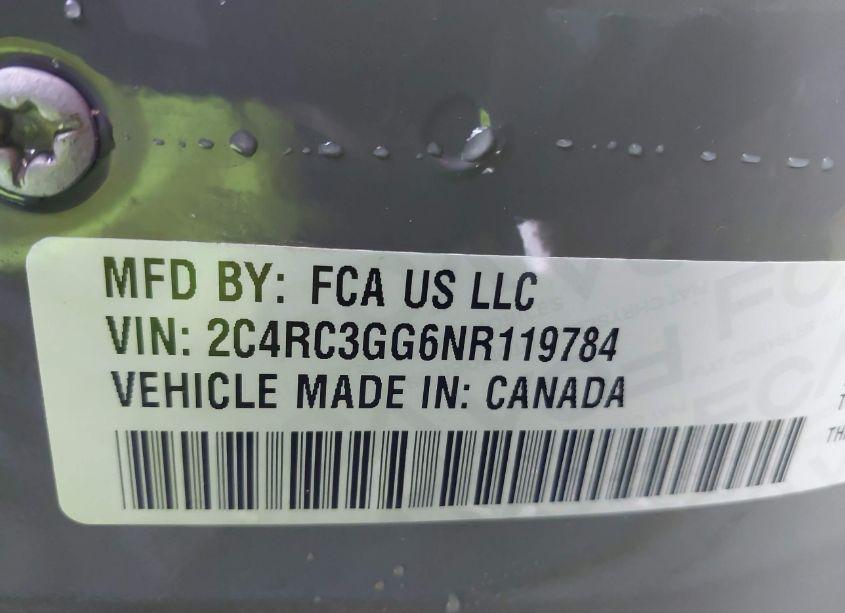 MFD BY: FCA US LLC
VIN: 2C4RC3GG6NR119784
VEHICLE MADE IN: CANADA